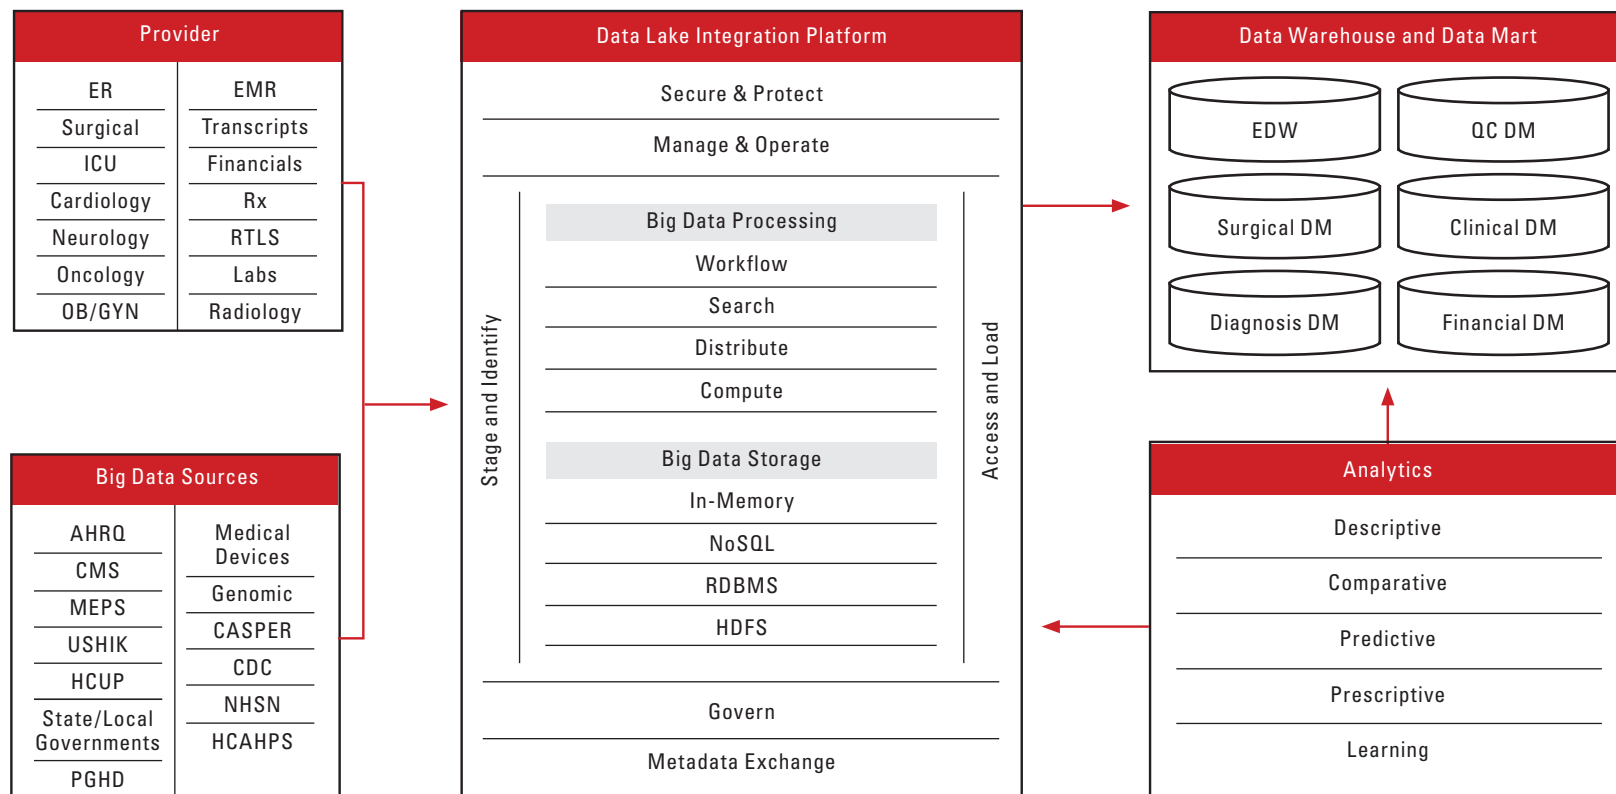 Provider
ER
Surgical
ICU
Cardiology
Neurology
Oncology
OB/GYN
EMR
Transcripts
Financials
Rx
RTLS
Labs
Radiology
Big Data Sources
AHRQ
CMS
MEPS
USHIK
HCUP
State/Local
Governments
PGHD
Medical
Devices
Genomic
CASPER
CDC
NHSN
HCAHPS
Data Lake Integration Platform
Secure & Protect
Manage & Operate
Stage and Identify
Big Data Processing
Workflow
Search
Distribute
Compute
Big Data Storage
In-Memory
NoSQL
RDBMS
HDFS
Access and Load
Govern
Metadata Exchange
Data Warehouse and Data Mart
EDW
QC DM
Surgical DM
Clinical DM
Diagnosis DM
Financial DM
Analytics
Descriptive
Comparative
Predictive
Prescriptive
Learning